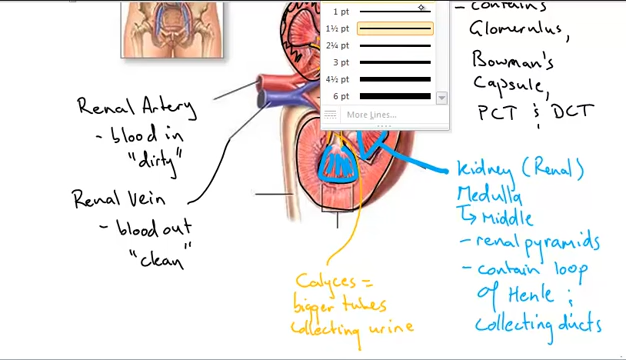 - contains
Glomerulus,
Bowman's
Capsule,
PCT & DCT
1 pt
1½ pt
2¼ pt
3 pt
4½ pt
6 pt
More Lines...
Renal Artery
- blood in
"dirty"
Renal Vein
- blood out
"clean"
Kidney (Renal)
Medulla
↳ Middle
- renal pyramids
- contain loop
of Henle &
collecting ducts
Calyces =
bigger tubes
collecting urine